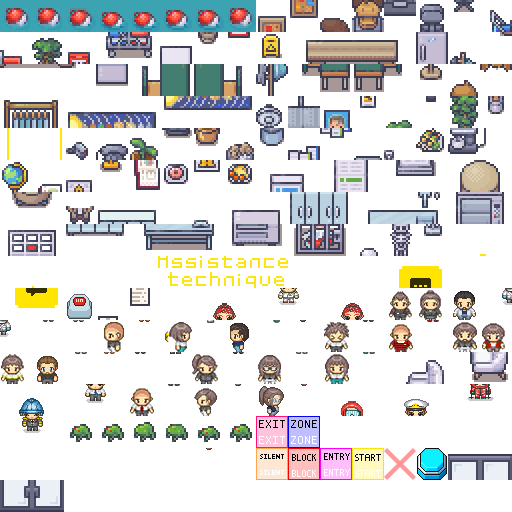 Assistance
technique
EXIT ZONE
EXIT ZONE
SILENT BLOCK ENTRY START
SILENT BLOCK ENTRY START